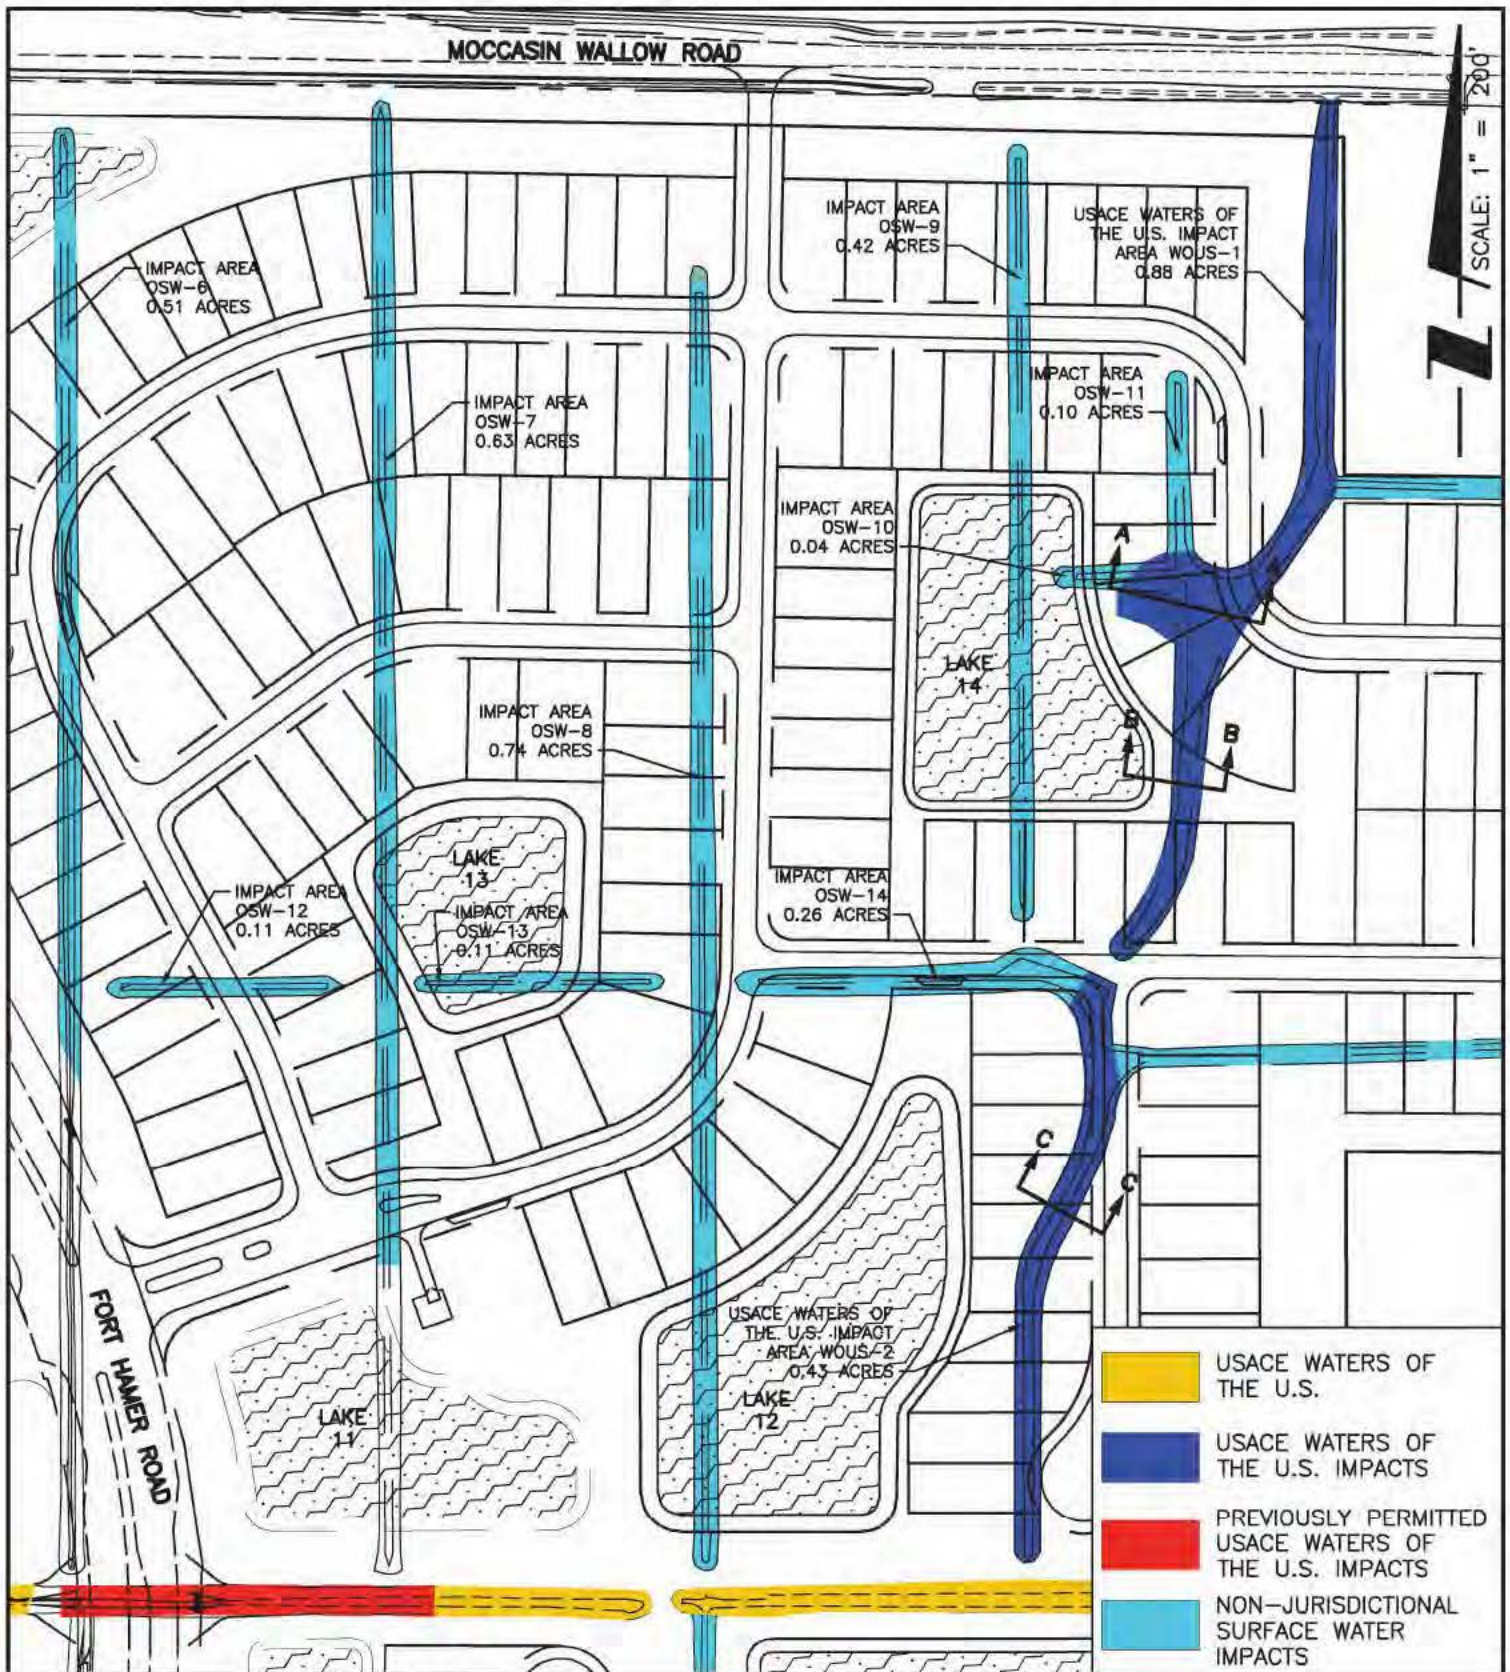 MOCCASIN WALLOW ROAD
SCALE: 1" = 200'
IMPACT AREA
OSW-9
0.42 ACRES
USACE WATERS OF
THE U.S. IMPACT
AREA WOUS-1
0.88 ACRES
IMPACT AREA
OSW-6
0.51 ACRES
Z
IMPACT AREA
OSW-11
0.10 ACRES
IMPACT AREA
OSW-7
0.63 ACRES
IMPACT AREA
OSW-10
0.04 ACRES
A
A
LAKE
14
IMPACT AREA
OSW-8
0.74 ACRES
B
B
LAKE
13
IMPACT AREA
OSW-14
0.26 ACRES
IMPACT AREA
OSW-12
0.11 ACRES
IMPACT AREA
OSW-13
0.11 ACRES
C
C
FORT HAMER ROAD
USACE WATERS OF
THE U.S. IMPACT
AREA WOUS-2
0.43 ACRES
LAKE
12
LAKE
11
USACE WATERS OF
THE U.S.
USACE WATERS OF
THE U.S. IMPACTS
PREVIOUSLY PERMITTED
USACE WATERS OF
THE U.S. IMPACTS
NON-JURISDICTIONAL
SURFACE WATER
IMPACTS